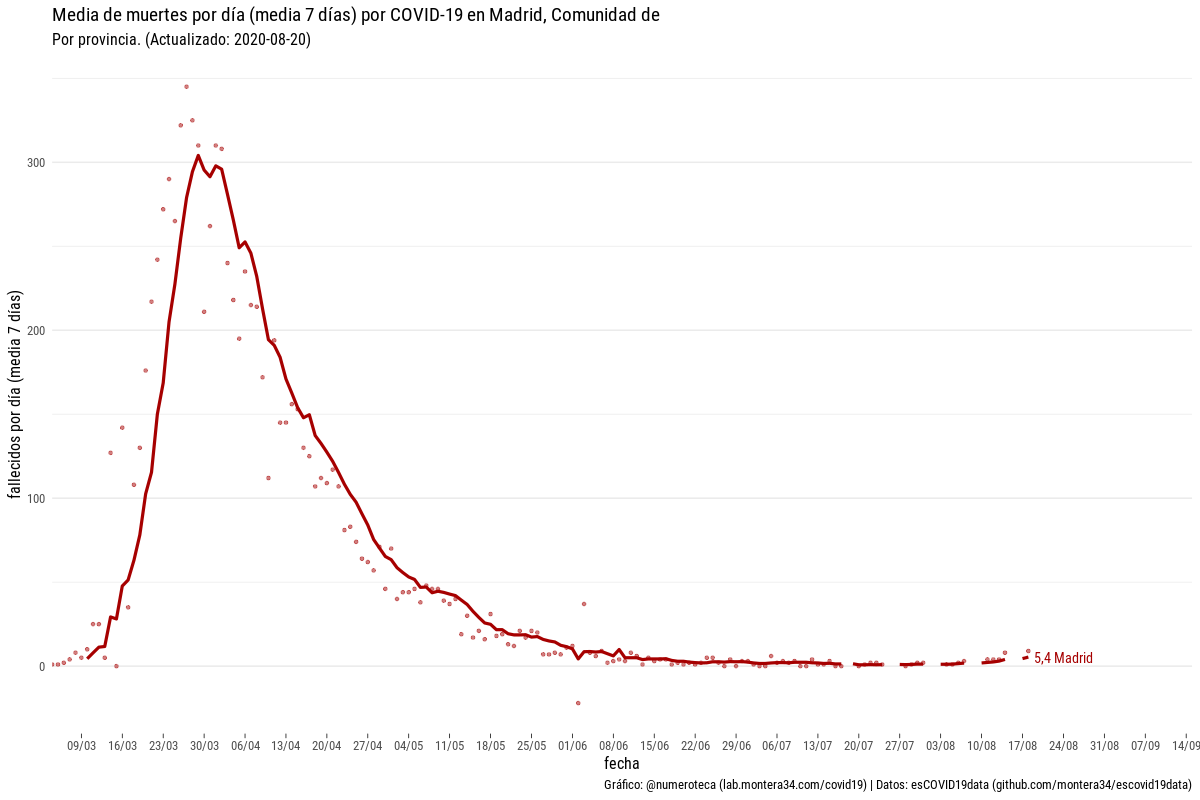 Media de muertes por día (media 7 días) por COVID-19 en Madrid, Comunidad de
Por provincia. (Actualizado: 2020-08-20)
fallecidos por día (media 7 días)
300
200
100
0
5,4 Madrid
09/03 16/03 23/03 30/03 06/04 13/04 20/04 27/04 04/05 11/05 18/05 25/05 01/06 08/06 15/06 22/06 29/06 06/07 13/07 20/07 27/07 03/08 10/08 17/08 24/08 31/08 07/09 14/09
fecha
Gráfico: @numeroteca (lab.montera34.com/covid19) | Datos: esCOVID19data (github.com/montera34/escovid19data)